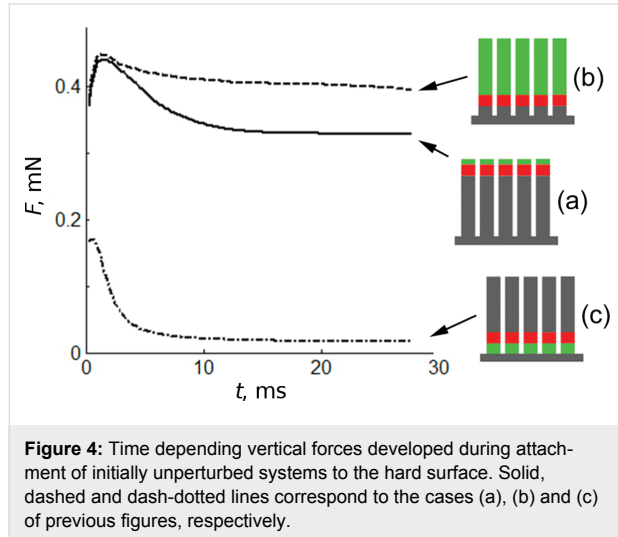 F, mN
0.4
0.2
0
0
10
20
30
t, ms
(b)
(a)
(c)
Figure 4: Time depending vertical forces developed during attach-
ment of initially unperturbed systems to the hard surface. Solid,
dashed and dash-dotted lines correspond to the cases (a), (b) and (c)
of previous figures, respectively.